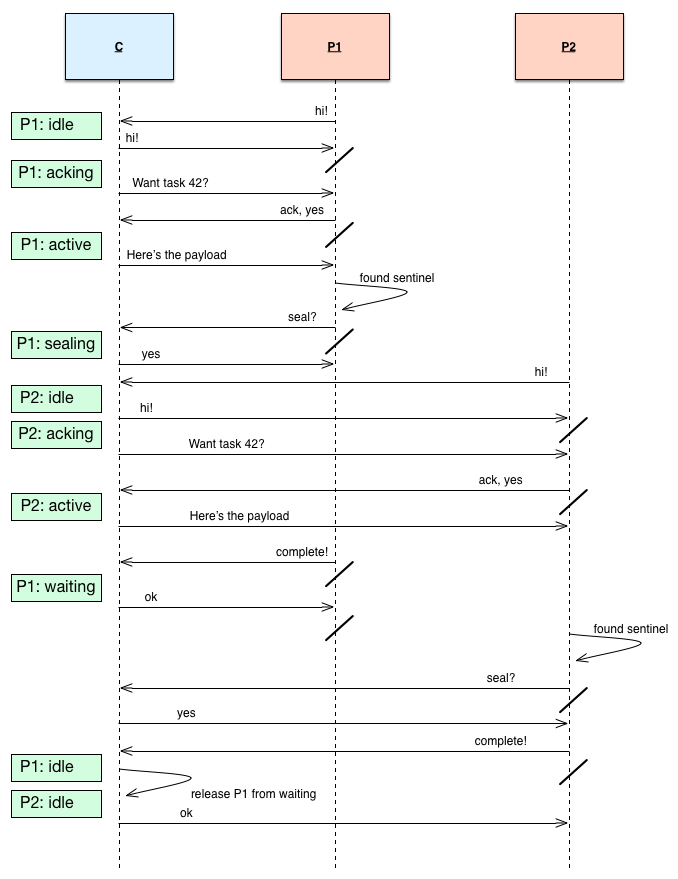 C
P1
P2
hi!
P1: idle
hi!
P1: acking
Want task 42?
ack, yes
P1: active
Here's the payload
found sentinel
seal?
P1: sealing
yes
hi!
P2: idle
hi!
P2: acking
Want task 42?
ack, yes
P2: active
Here's the payload
complete!
P1: waiting
ok
found sentinel
seal?
yes
complete!
P1: idle
release P1 from waiting
P2: idle
ok